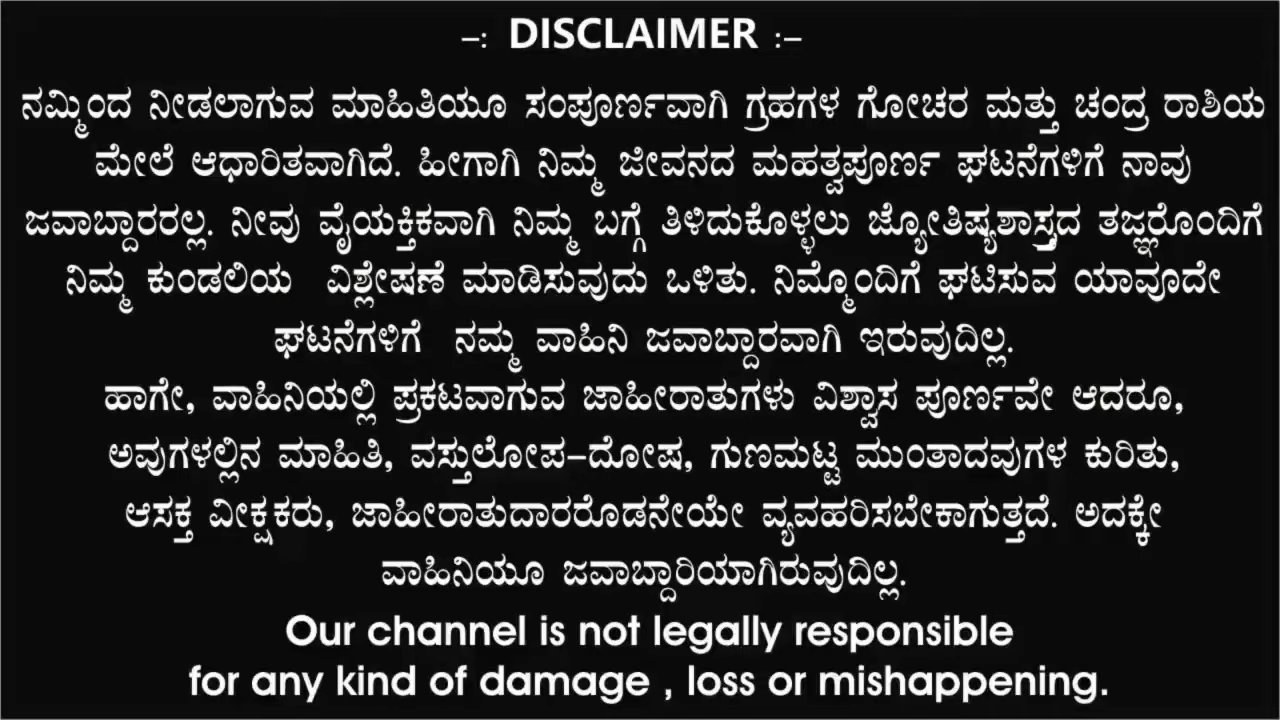 –: DISCLAIMER :–
ನಮ್ಮಿಂದ ನೀಡಲಾಗುವ ಮಾಹಿತಿಯೂ ಸಂಪೂರ್ಣವಾಗಿ ಗ್ರಹಗಳ ಗೋಚರ ಮತ್ತು ಚಂದ್ರ ರಾಶಿಯ
ಮೇಲೆ ಆಧಾರಿತವಾಗಿದೆ. ಹೀಗಾಗಿ ನಿಮ್ಮ ಜೀವನದ ಮಹತ್ವಪೂರ್ಣ ಘಟನೆಗಳಿಗೆ ನಾವು
ಜವಾಬ್ದಾರರಲ್ಲ. ನೀವು ವೈಯಕ್ತಿಕವಾಗಿ ನಿಮ್ಮ ಬಗ್ಗೆ ತಿಳಿದುಕೊಳ್ಳಲು ಜ್ಯೋತಿಷ್ಯಶಾಸ್ತ್ರದ ತಜ್ಞರೊಂದಿಗೆ
ನಿಮ್ಮ ಕುಂಡಲಿಯ ವಿಶ್ಲೇಷಣೆ ಮಾಡಿಸುವುದು ಒಳಿತು. ನಿಮ್ಮೊಂದಿಗೆ ಘಟಿಸುವ ಯಾವೂದೇ
ಘಟನೆಗಳಿಗೆ ನಮ್ಮ ವಾಹಿನಿ ಜವಾಬ್ದಾರವಾಗಿ ಇರುವುದಿಲ್ಲ.
ಹಾಗೇ, ವಾಹಿನಿಯಲ್ಲಿ ಪ್ರಕಟವಾಗುವ ಜಾಹೀರಾತುಗಳು ವಿಶ್ವಾಸ ಪೂರ್ಣವೇ ಆದರೂ,
ಅವುಗಳಲ್ಲಿನ ಮಾಹಿತಿ, ವಸ್ತುಲೋಪ–ದೋಷ, ಗುಣಮಟ್ಟ ಮುಂತಾದವುಗಳ ಕುರಿತು,
ಆಸಕ್ತ ವೀಕ್ಷಕರು, ಜಾಹೀರಾತುದಾರರೊಡನೇಯೇ ವ್ಯವಹರಿಸಬೇಕಾಗುತ್ತದೆ. ಅದಕ್ಕೇ
ವಾಹಿನಿಯೂ ಜವಾಬ್ದಾರಿಯಾಗಿರುವುದಿಲ್ಲ.
Our channel is not legally responsible
for any kind of damage , loss or mishappening.